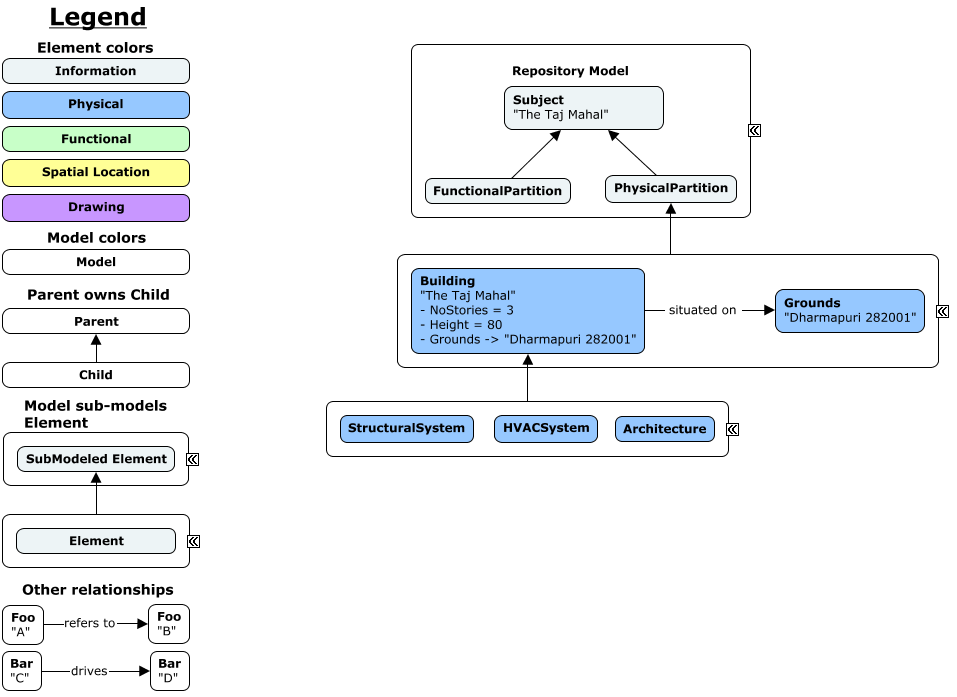 Legend
Element colors
Information
Physical
Functional
Spatial Location
Drawing
Model colors
Model
Parent owns Child
Parent
Child
Model sub-models
Element
SubModeled Element
Element
Other relationships
Foo
"A"
refers to
Foo
"B"
Bar
"C"
drives
Bar
"D"
Repository Model
Subject
"The Taj Mahal"
FunctionalPartition
PhysicalPartition
Building
"The Taj Mahal"
- NoStories = 3
- Height = 80
- Grounds -> "Dharmapuri 282001"
situated on
Grounds
"Dharmapuri 282001"
StructuralSystem
HVACSystem
Architecture